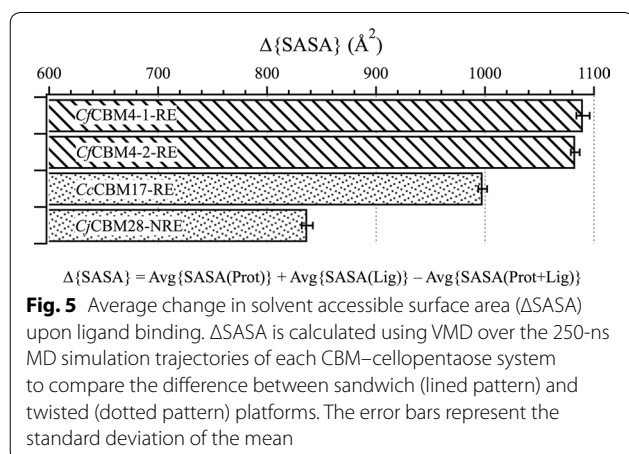 Δ{SASA} (Å²)
600 700 800 900 1000 1100
CfCBM4-1-RE
CfCBM4-2-RE
CcCBM17-RE
CjCBM28-NRE
Δ{SASA} = Avg{SASA(Prot)} + Avg{SASA(Lig)} − Avg{SASA(Prot+Lig)}
Fig. 5 Average change in solvent accessible surface area (ΔSASA)
upon ligand binding. ΔSASA is calculated using VMD over the 250-ns
MD simulation trajectories of each CBM–cellopentaose system
to compare the difference between sandwich (lined pattern) and
twisted (dotted pattern) platforms. The error bars represent the
standard deviation of the mean